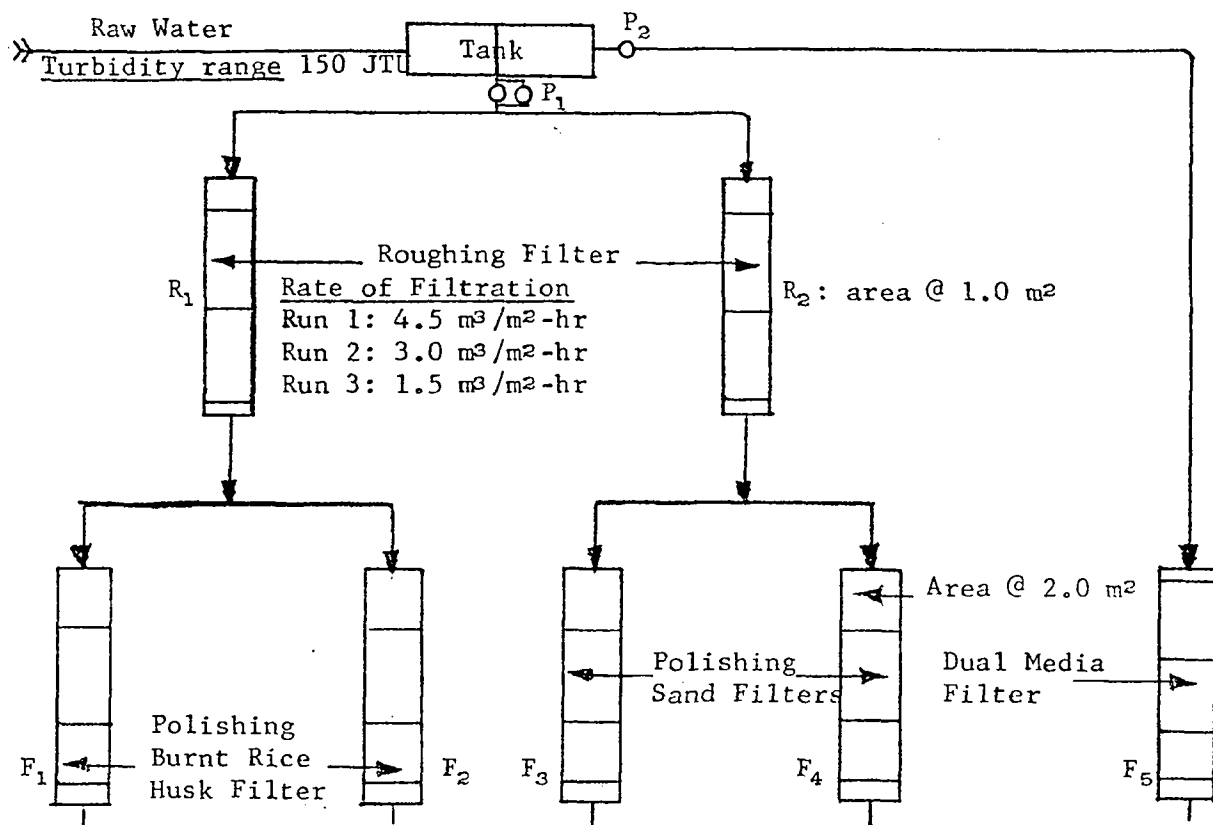 Raw Water
Turbidity range 150 JTU
Tank
P₂
P₁
Roughing Filter
R₁
Rate of Filtration
R₂: area @ 1.0 m²
Run 1: 4.5 m³/m²-hr
Run 2: 3.0 m³/m²-hr
Run 3: 1.5 m³/m²-hr
Area @ 2.0 m²
Polishing
Sand Filters
Dual Media
Filter
Polishing
Burnt Rice
Husk Filter
F₁
F₂
F₃
F₄
F₅